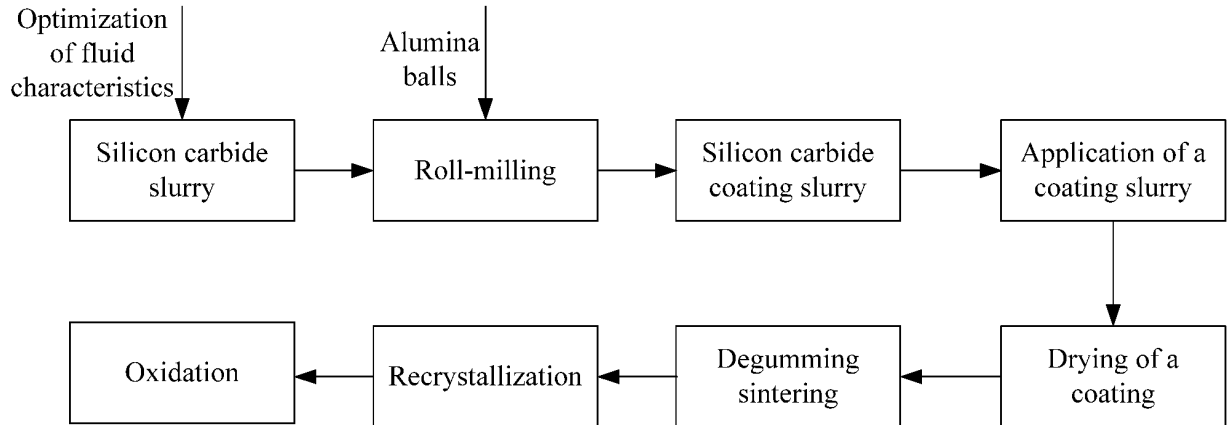 Optimization
of fluid
characteristics
Alumina
balls
Silicon carbide
slurry
Roll-milling
Silicon carbide
coating slurry
Application of a
coating slurry
Drying of a
coating
Degumming
sintering
Recrystallization
Oxidation